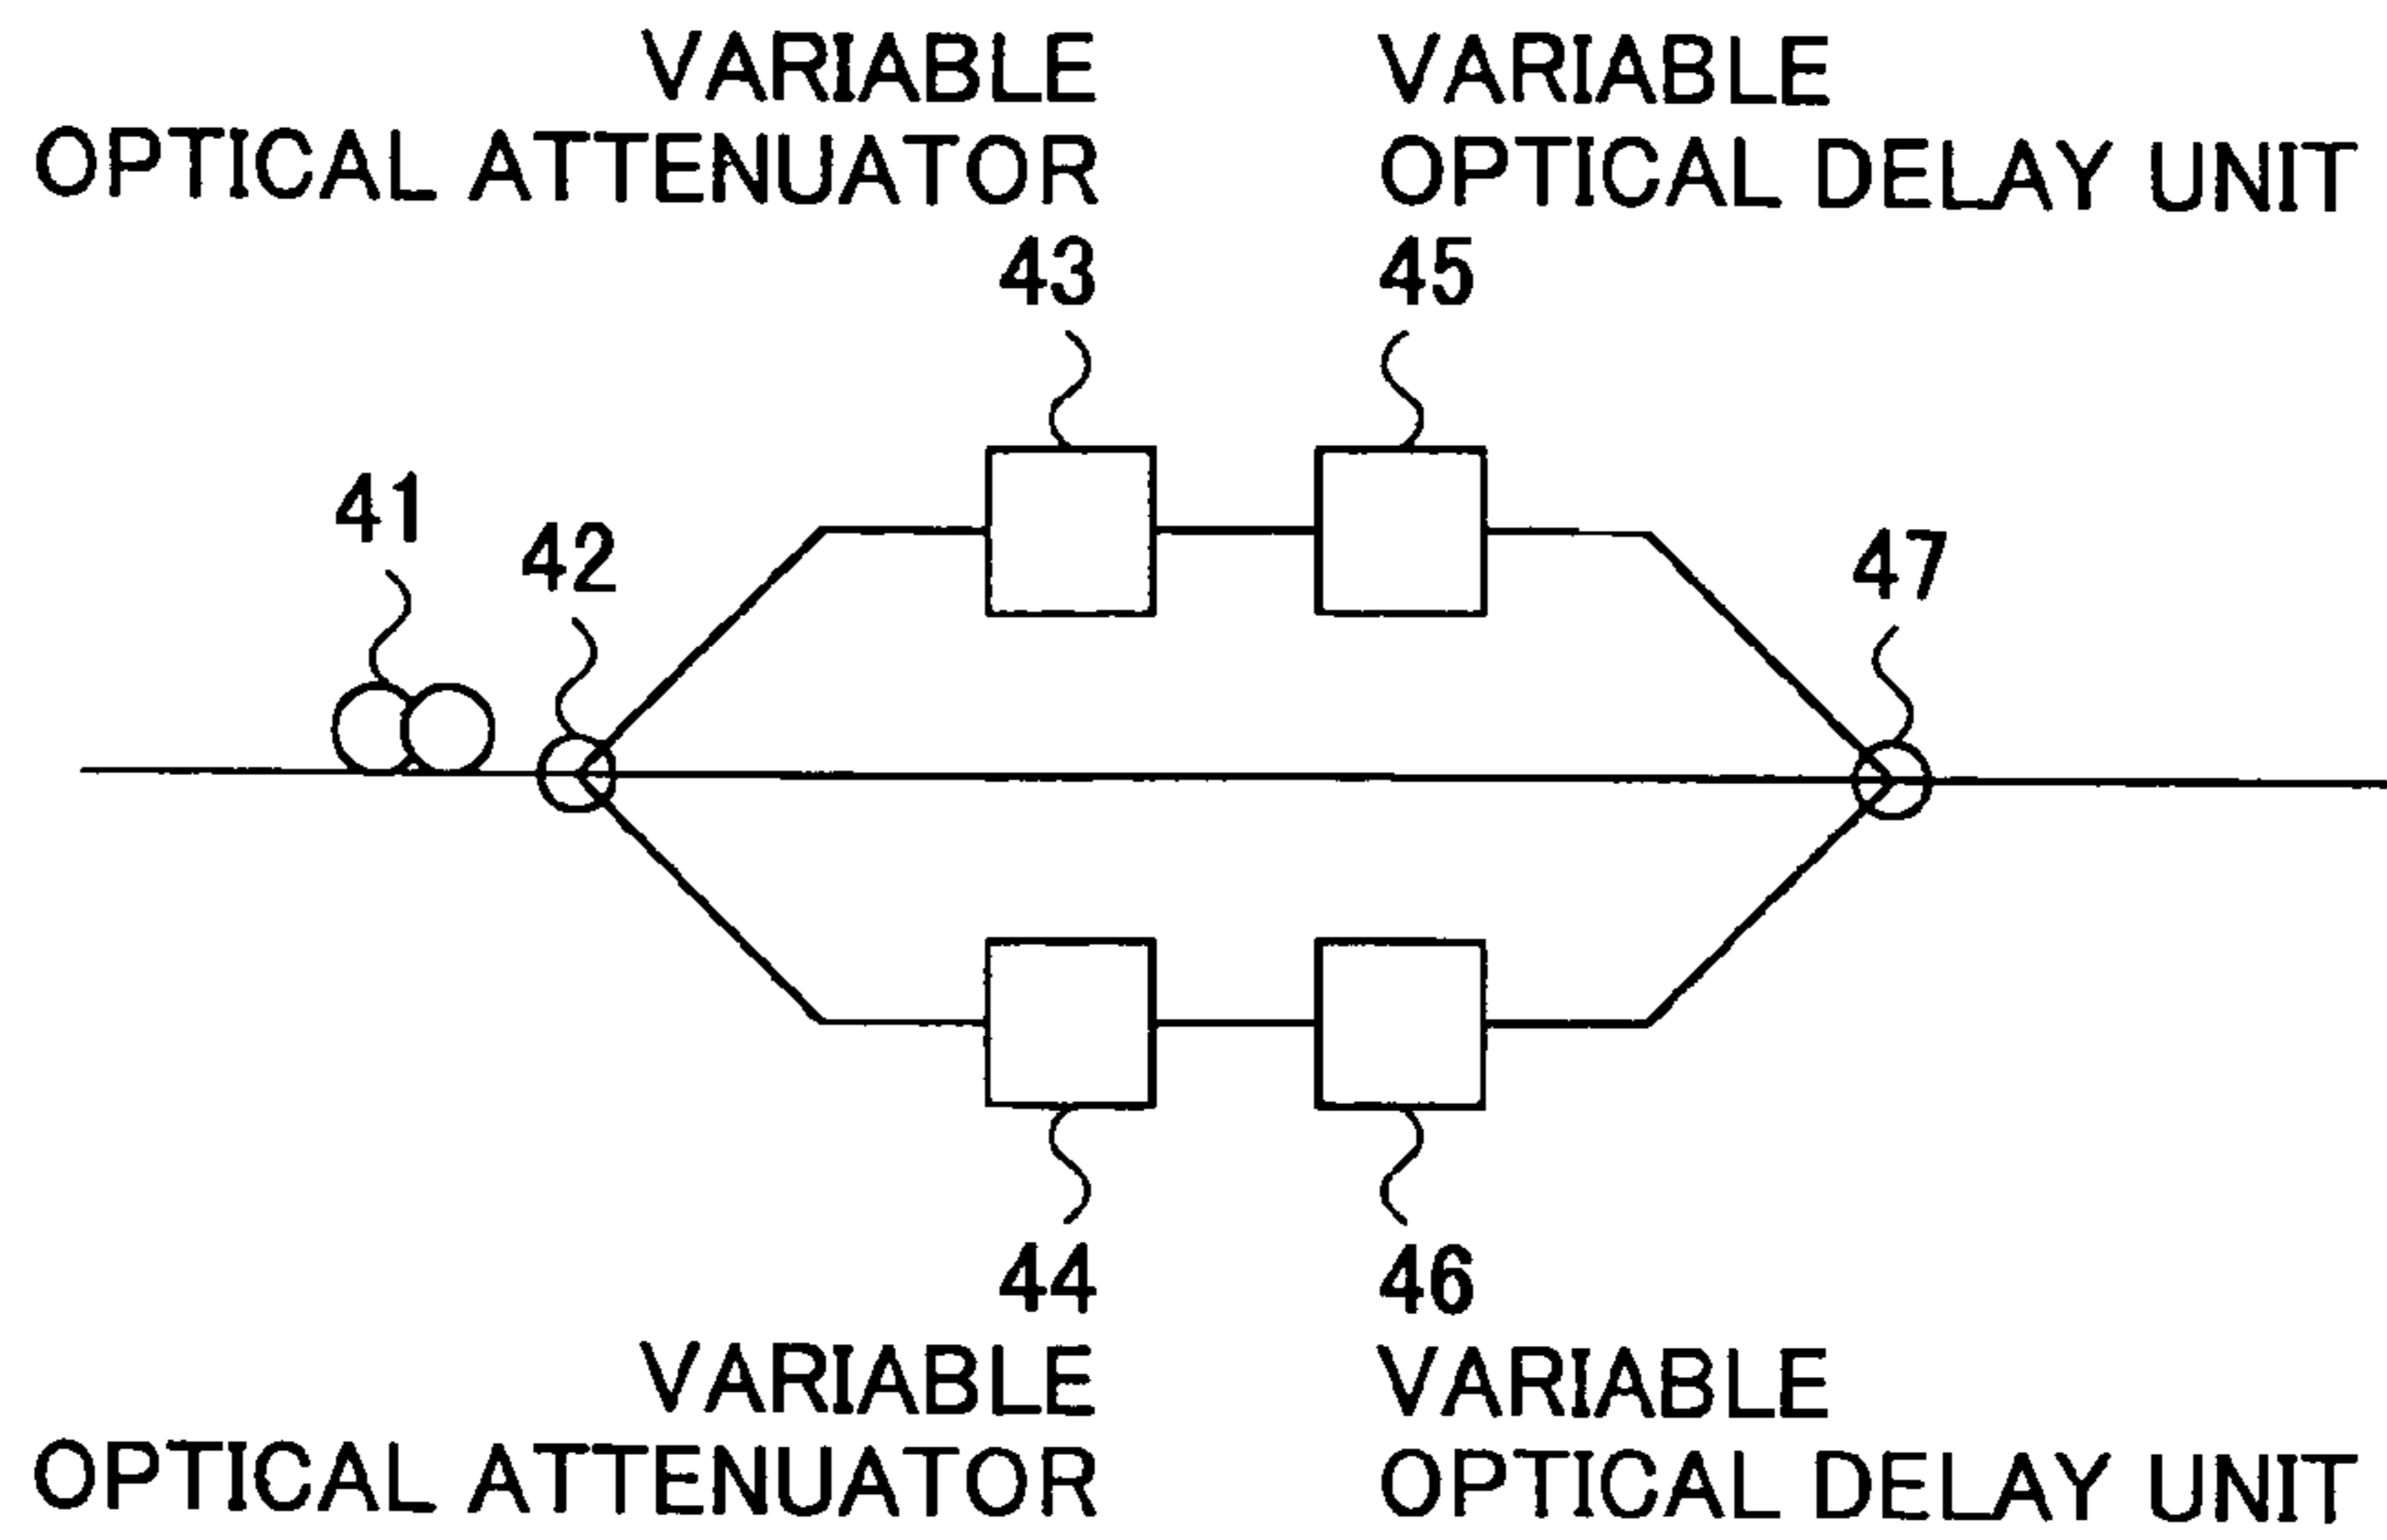 VARIABLE
OPTICAL ATTENUATOR
43
VARIABLE
OPTICAL DELAY UNIT
45
41
42
47
44
VARIABLE
OPTICAL ATTENUATOR
46
VARIABLE
OPTICAL DELAY UNIT